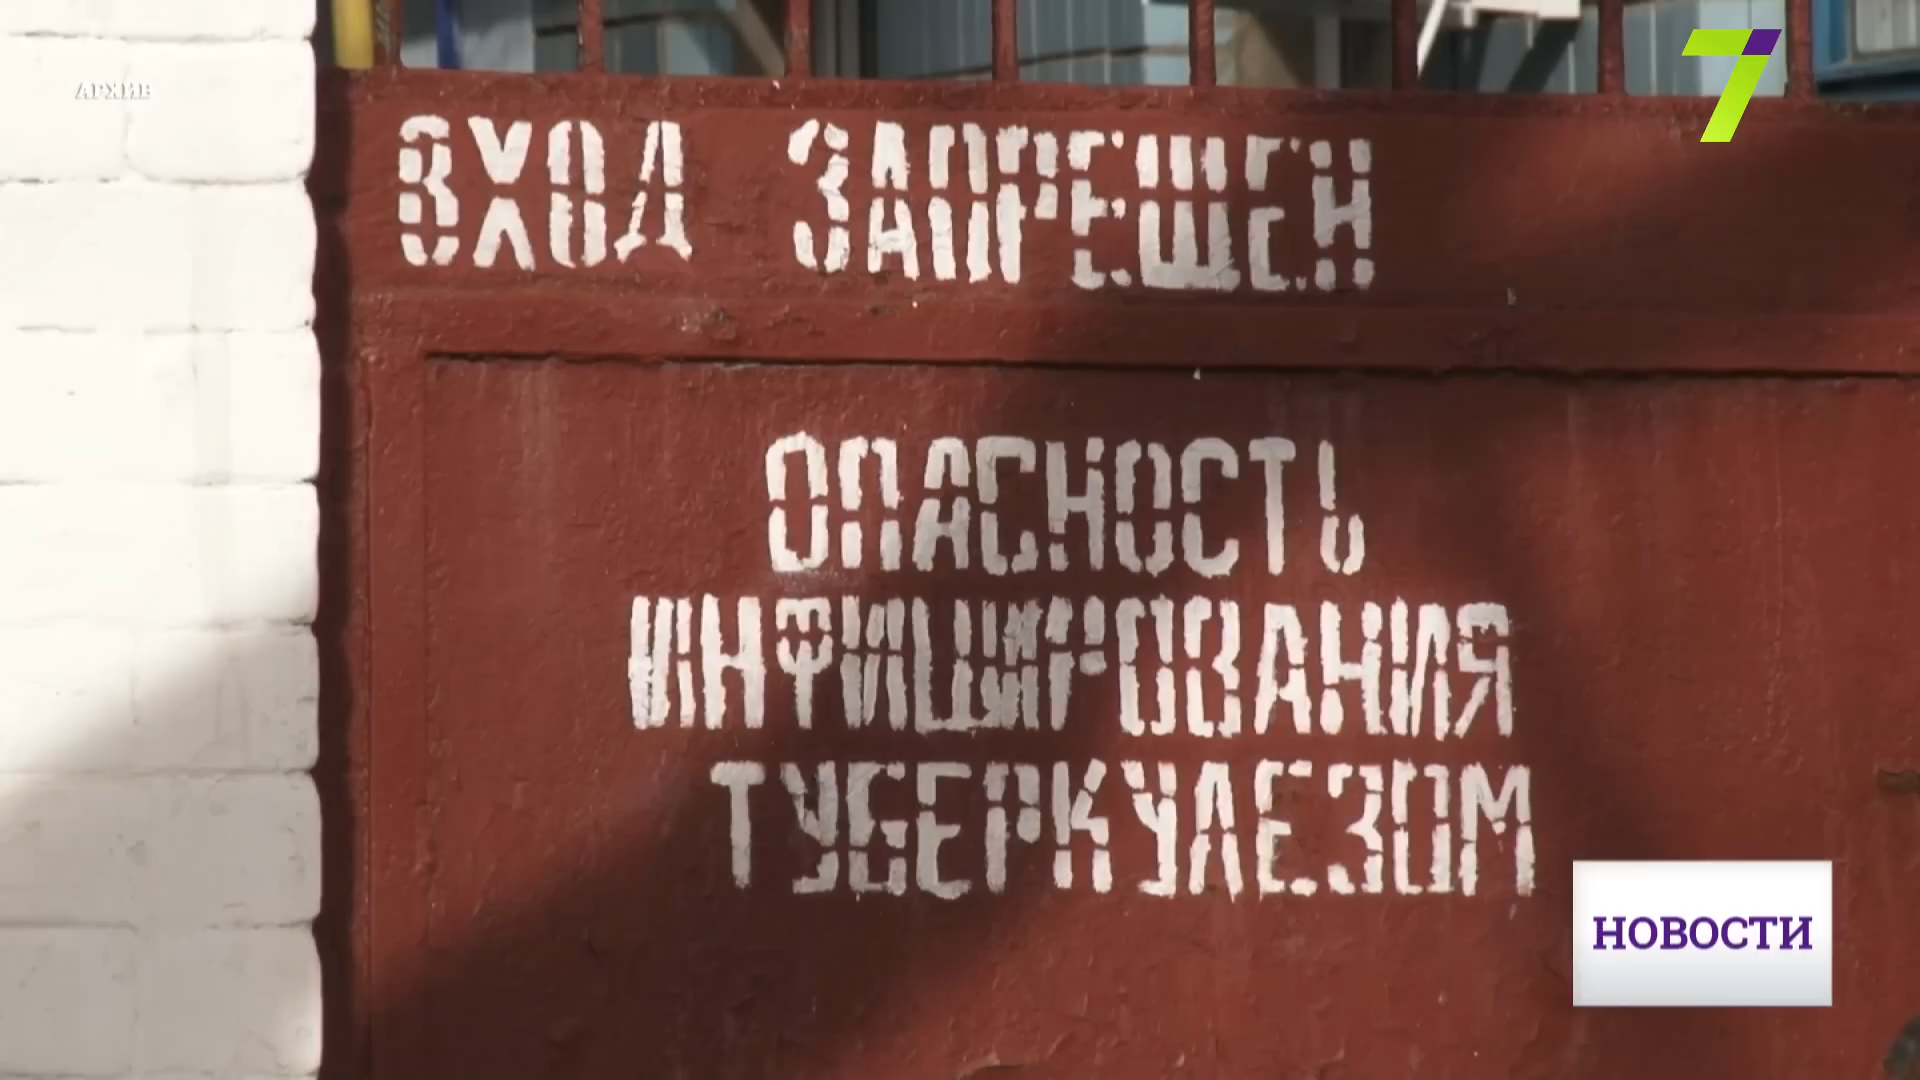 АРХИВ
7
ВХОД ЗАПРЕЩЕН
ОПАСНОСТЬ
ИНФИЦИРОВАНИЯ
ТУБЕРКУЛЕЗОМ
НОВОСТИ